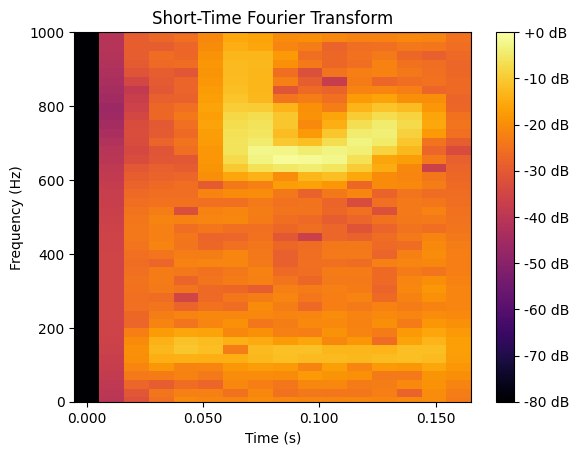 Short-Time Fourier Transform
Frequency (Hz)
1000
800
600
400
200
0
0.000 0.050 0.100 0.150
Time (s)
+0 dB
-10 dB
-20 dB
-30 dB
-40 dB
-50 dB
-60 dB
-70 dB
-80 dB